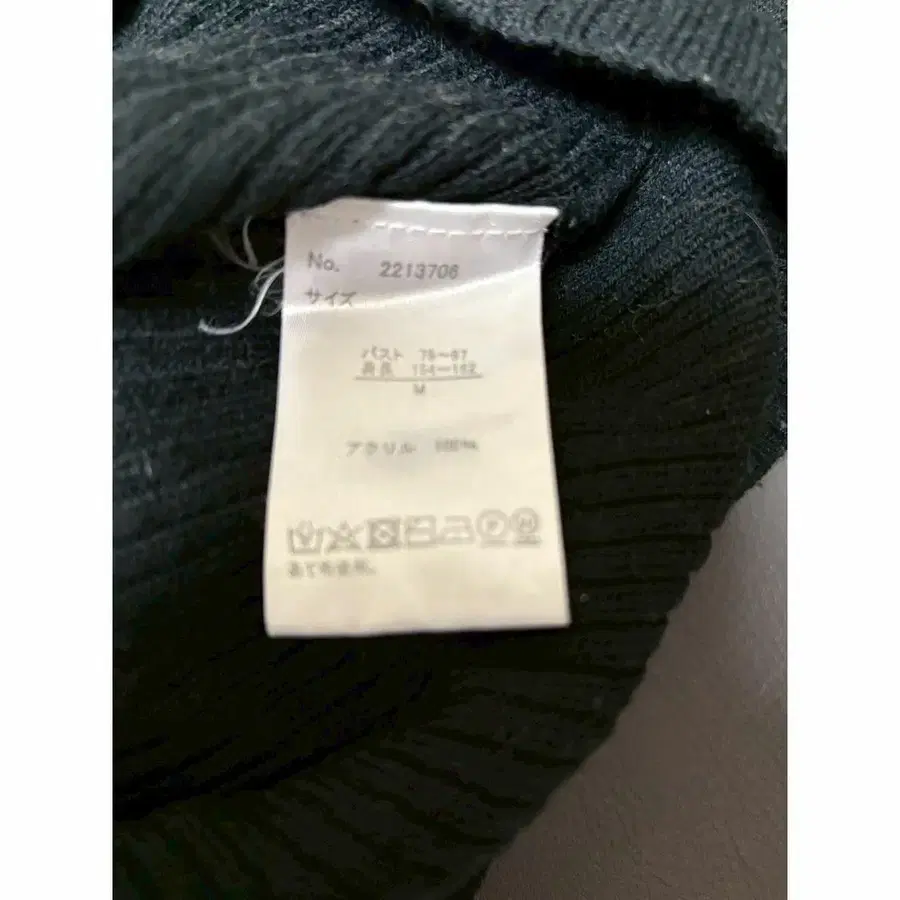 No. 2213706
サイズ
バスト 79～87
身長 154～162
M
アクリル 100%
あて布使用。